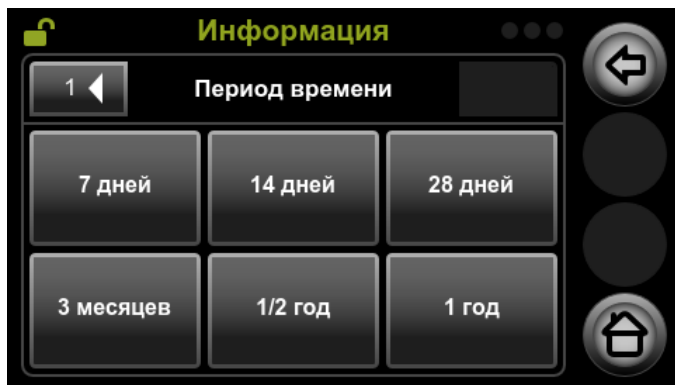 Информация
1
Период времени
7 дней
14 дней
28 дней
3 месяцев
1/2 год
1 год